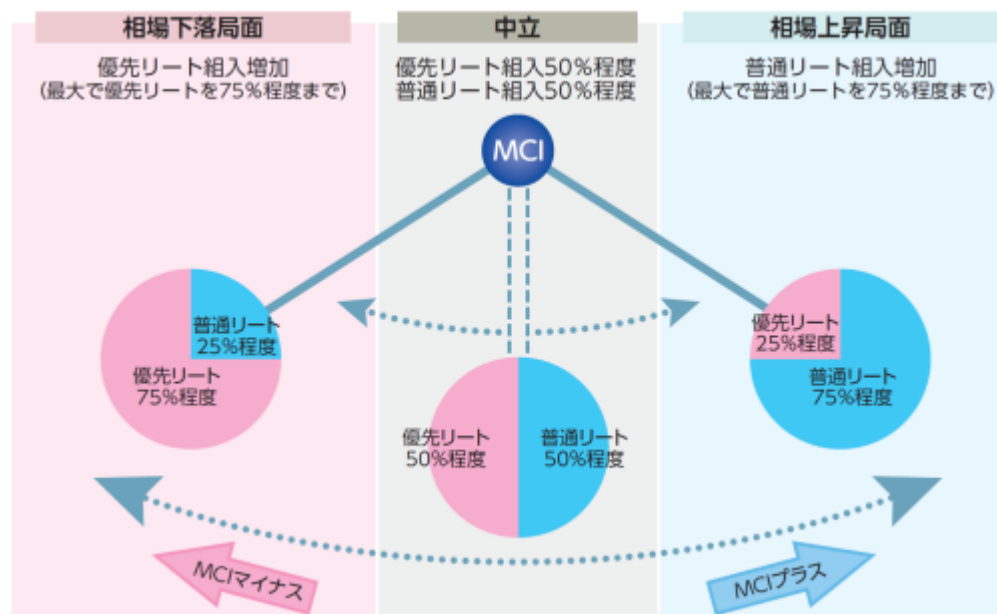 相場下落局面
優先リート組入増加
(最大で優先リートを75%程度まで)
中立
優先リート組入50%程度
普通リート組入50%程度
相場上昇局面
普通リート組入増加
(最大で普通リートを75%程度まで)
MCI
普通リート
25%程度
優先リート
75%程度
優先リート
50%程度
普通リート
50%程度
優先リート
25%程度
普通リート
75%程度
MCIマイナス
MCIプラス